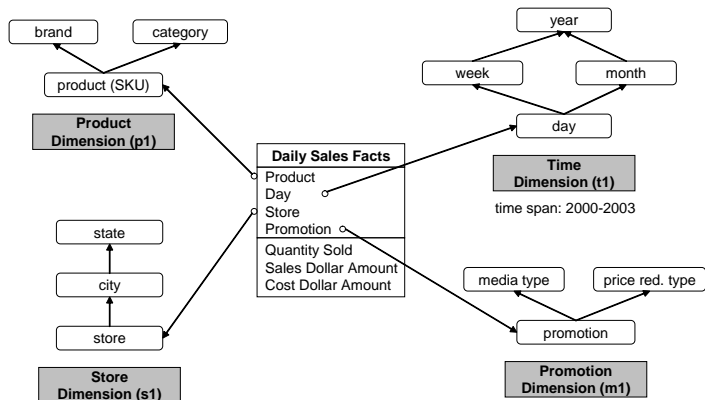 brand
category
product (SKU)
Product
Dimension (p1)
year
week
month
day
Time
Dimension (t1)
time span: 2000-2003
Daily Sales Facts
Product
Day
Store
Promotion
Quantity Sold
Sales Dollar Amount
Cost Dollar Amount
state
city
store
Store
Dimension (s1)
media type
price red. type
promotion
Promotion
Dimension (m1)